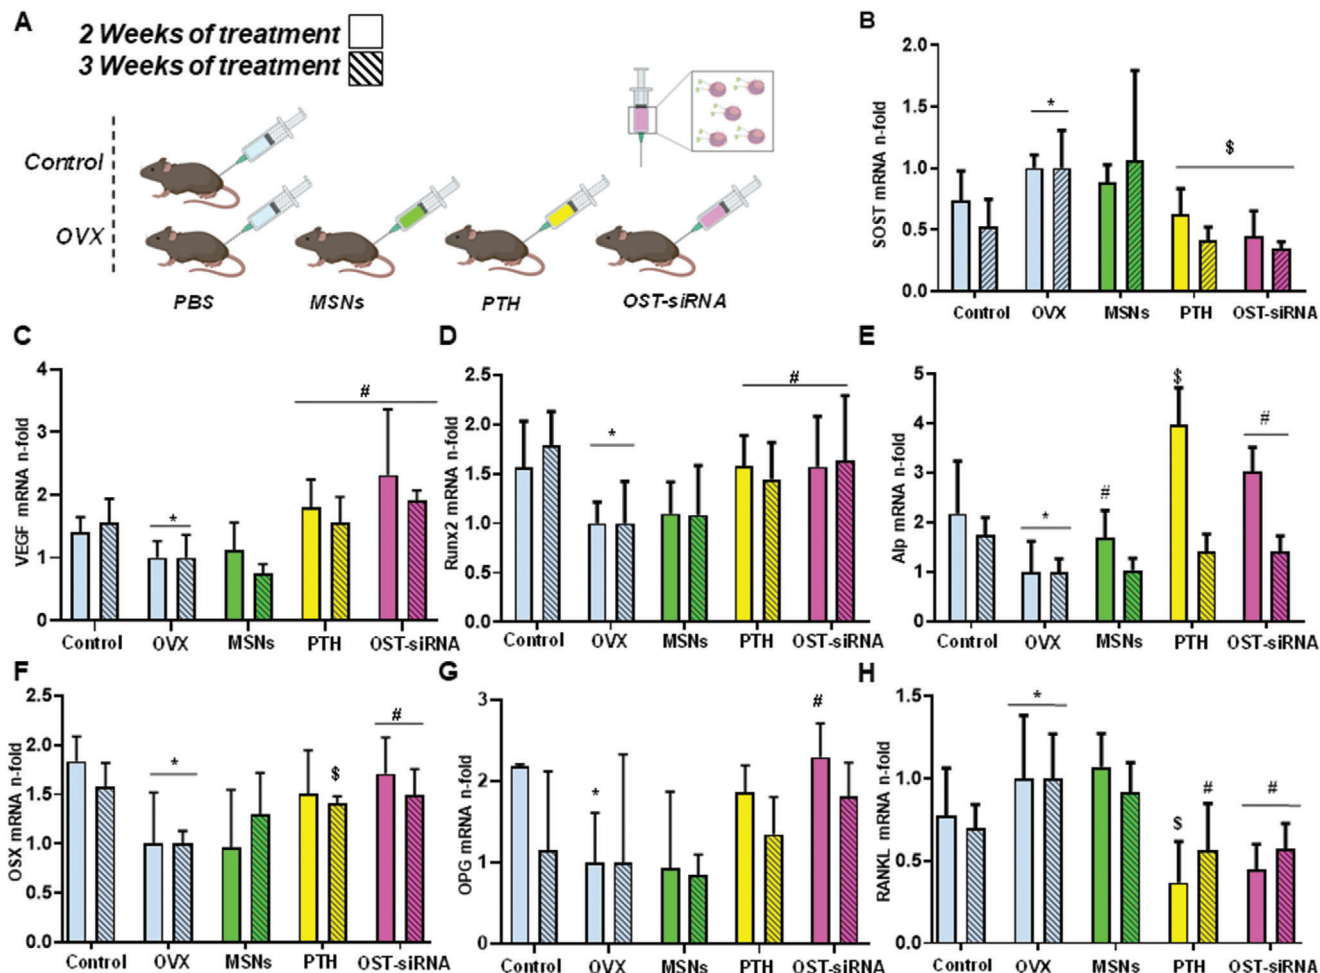 A
2 Weeks of treatment
3 Weeks of treatment
Control
OVX
PBS
MSNs
PTH
OST-siRNA
B
SOST mRNA n-fold
2.0
1.5
1.0
0.5
0.0
*
$
Control
OVX
MSNs
PTH
OST-siRNA
C
VEGF mRNA n-fold
4
3
2
1
0
*
#
Control
OVX
MSNs
PTH
OST-siRNA
D
Runx2 mRNA n-fold
2.5
2.0
1.5
1.0
0.5
0.0
*
#
Control
OVX
MSNs
PTH
OST-siRNA
E
Alp mRNA n-fold
5
4
3
2
1
0
*
#
$
#
Control
OVX
MSNs
PTH
OST-siRNA
F
OSX mRNA n-fold
2.5
2.0
1.5
1.0
0.5
0.0
*
$
#
Control
OVX
MSNs
PTH
OST-siRNA
G
OPG mRNA n-fold
3
2
1
0
*
#
Control
OVX
MSNs
PTH
OST-siRNA
H
RANKL mRNA n-fold
1.5
1.0
0.5
0.0
*
$
#
#
Control
OVX
MSNs
PTH
OST-siRNA